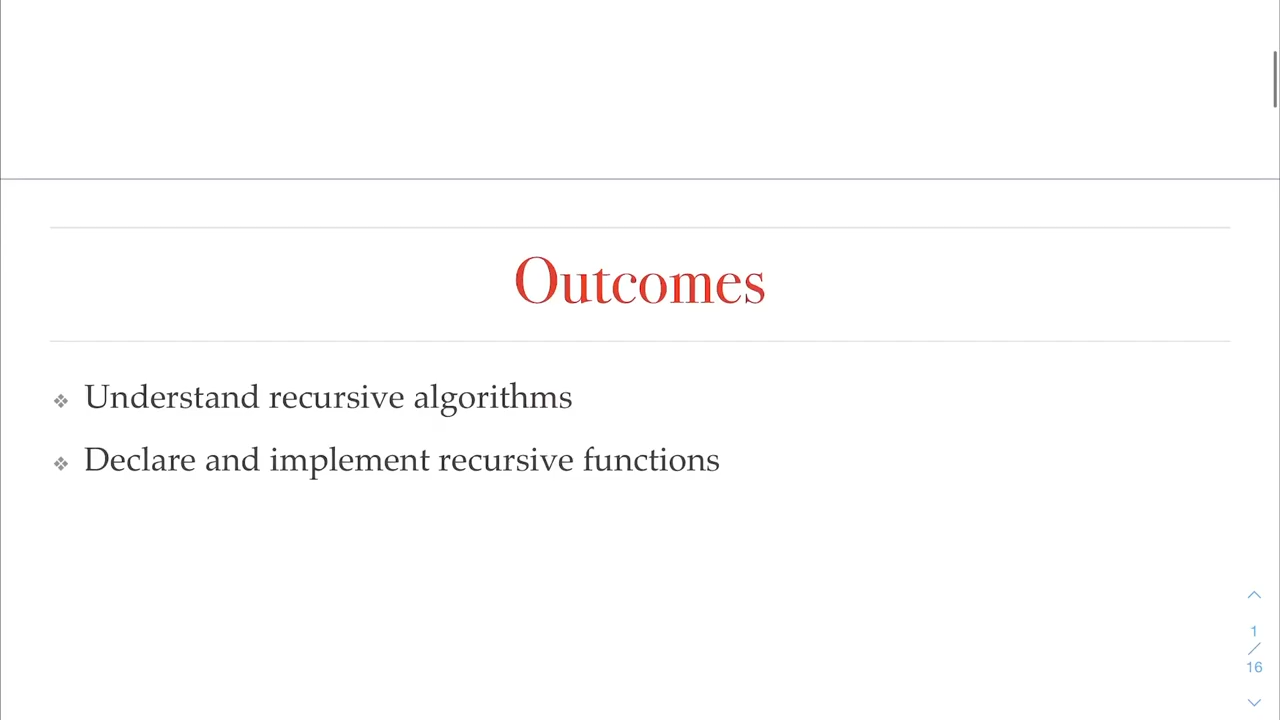 Outcomes
❖ Understand recursive algorithms
❖ Declare and implement recursive functions
1
/
16